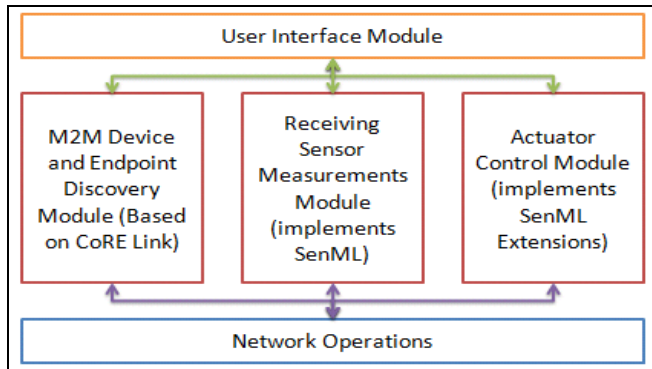 User Interface Module
M2M Device
and Endpoint
Discovery
Module (Based
on CoRE Link)
Receiving
Sensor
Measurements
Module
(implements
SenML)
Actuator
Control Module
(implements
SenML
Extensions)
Network Operations